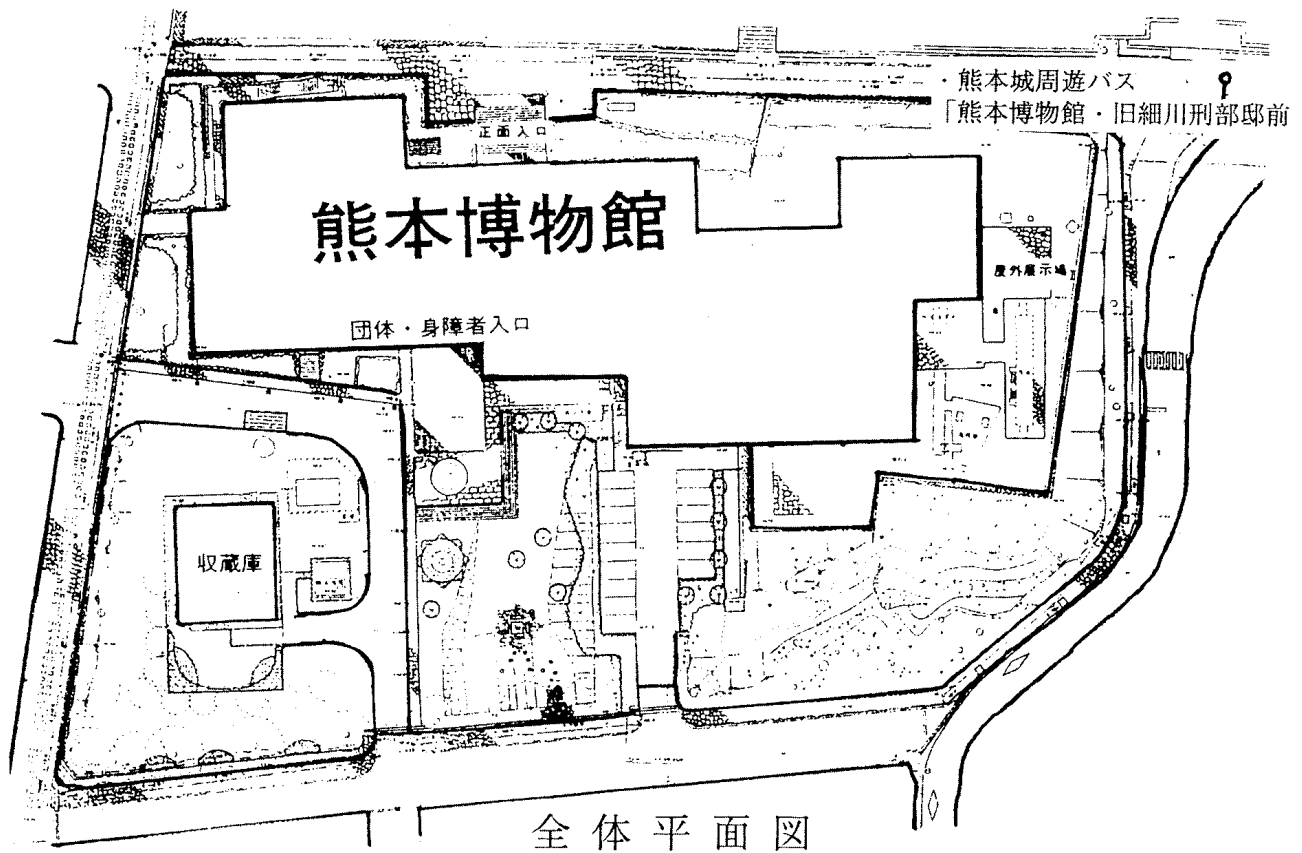 ・熊本城周遊バス
「熊本博物館・旧細川刑部邸前
正面入口
熊本博物館
屋外展示場
団体・身障者入口
収蔵庫
全体平面図